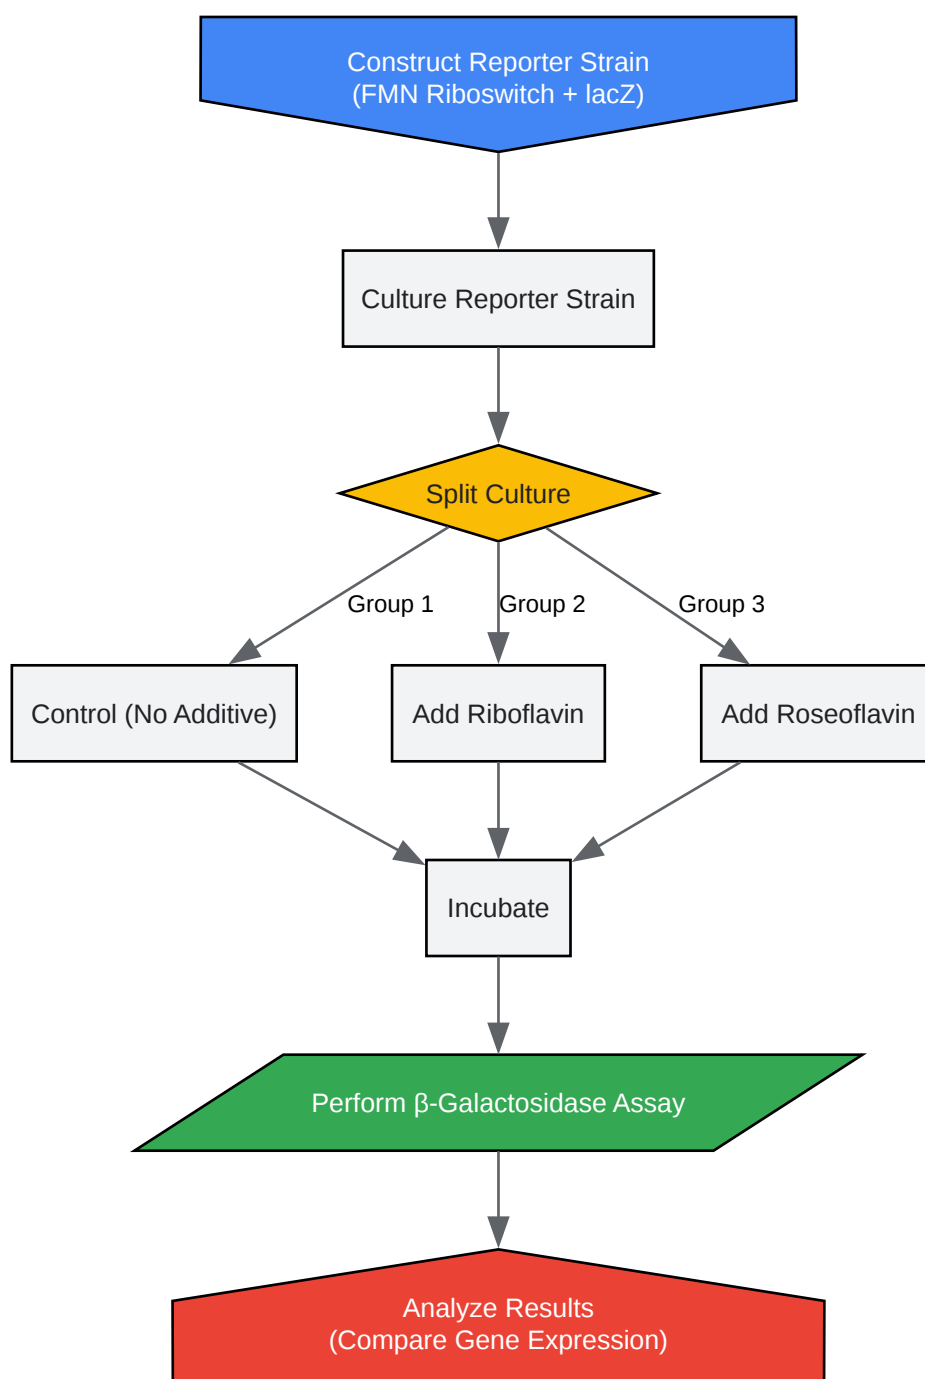 Construct Reporter Strain
(FMN Riboswitch + lacZ)
Culture Reporter Strain
Split Culture
Group 1
Group 2
Group 3
Control (No Additive)
Add Riboflavin
Add Roseoflavin
Incubate
Perform β-Galactosidase Assay
Analyze Results
(Compare Gene Expression)